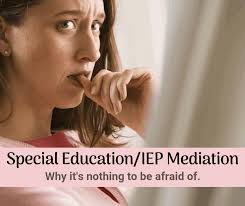 Special Education/IEP Mediation
Why it's nothing to be afraid of.